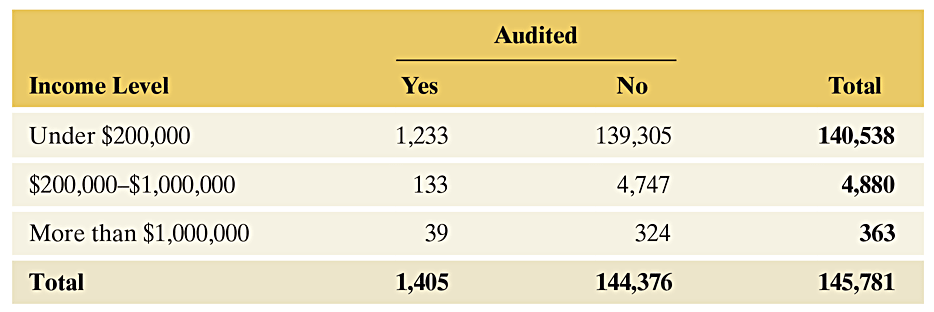 Audited
Income Level Yes No Total
Under $200,000 1,233 139,305 140,538
$200,000–$1,000,000 133 4,747 4,880
More than $1,000,000 39 324 363
Total 1,405 144,376 145,781